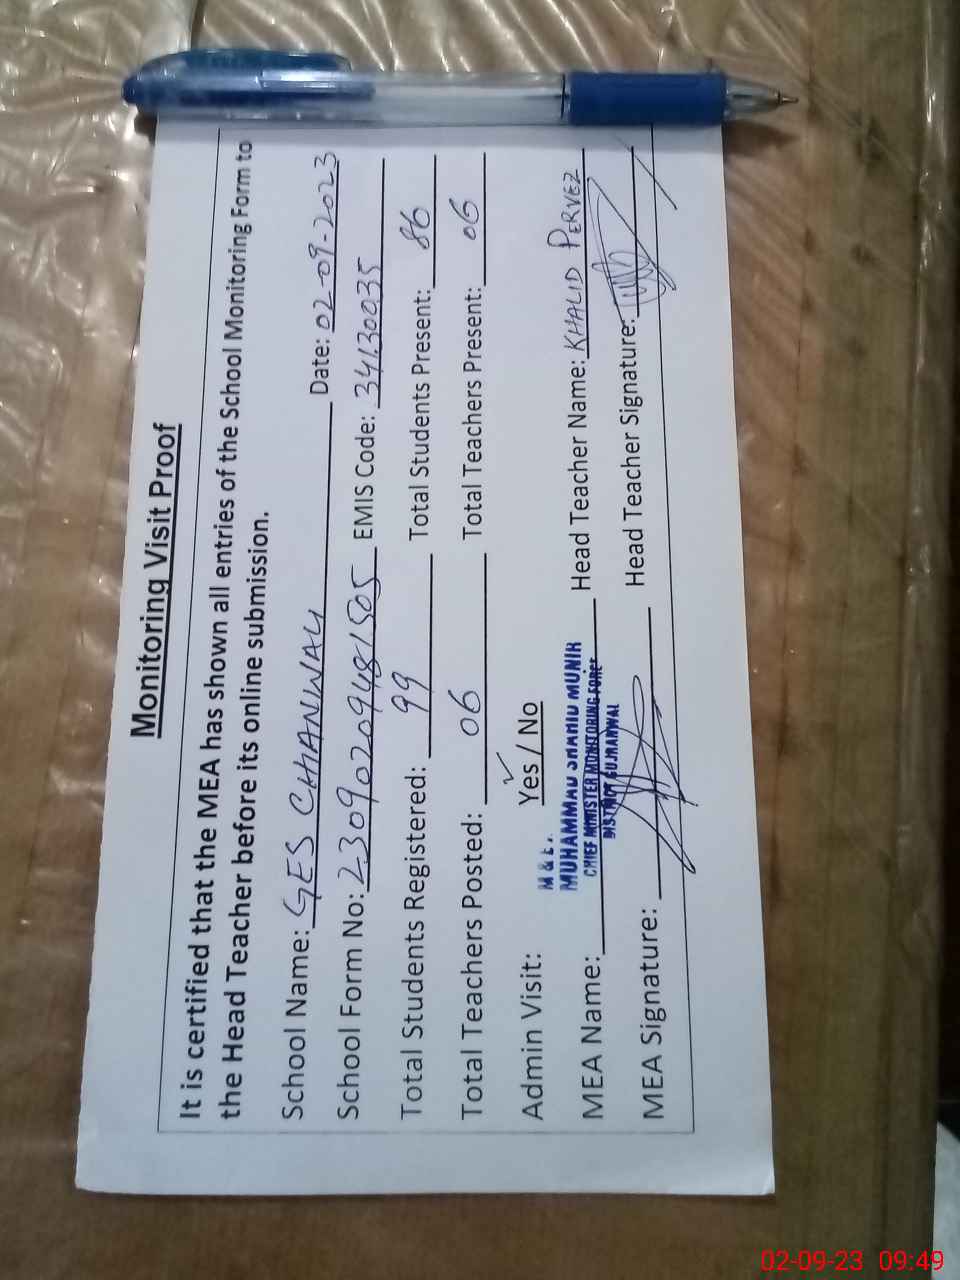 Monitoring Visit Proof
It is certified that the MEA has shown all entries of the School Monitoring Form to
the Head Teacher before its online submission.
School Name: GES CHIANWALI Date: 02-09-2023
School Form No: 23090209481505 EMIS Code: 34130035
Total Students Registered: 99 Total Students Present: 86
Total Teachers Posted: 06 Total Teachers Present: 06
Admin Visit: Yes / No
M & E.
MUHAMMAD SHAHID MUNIR
CHIEF MINISTER MONITORING FORCE
DISTRICT GUJRANWAL
MEA Name: Head Teacher Name: KHALID PERVEZ
MEA Signature: Head Teacher Signature:
02-09-23 09:49